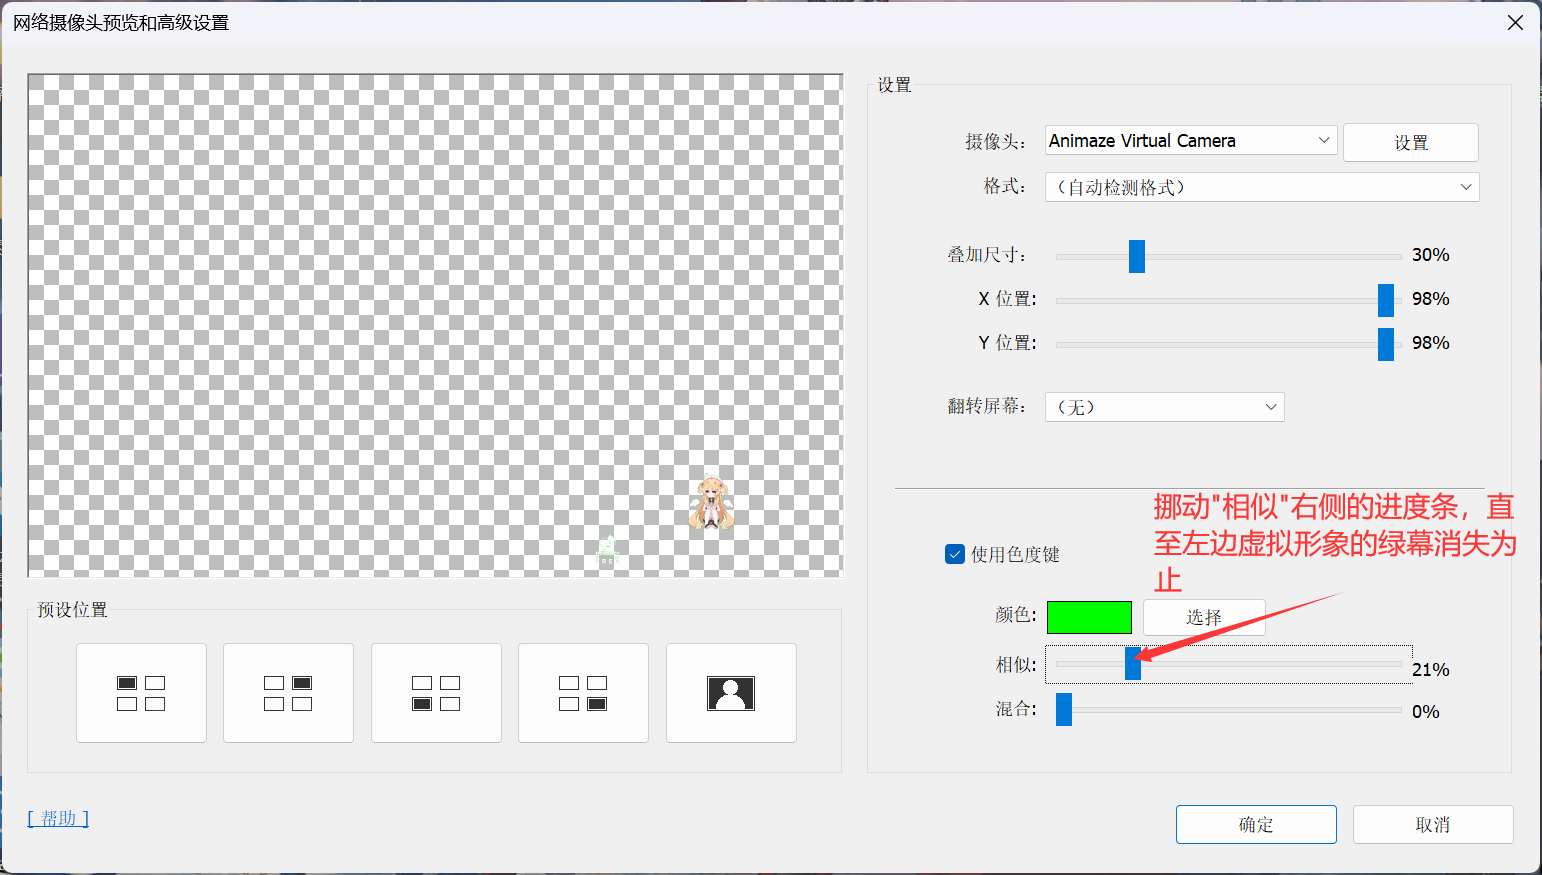 网络摄像头预览和高级设置
设置
摄像头：
Animaze Virtual Camera
设置
格式：
（自动检测格式）
叠加尺寸：
30%
X 位置:
98%
Y 位置:
98%
翻转屏幕：
（无）
挪动"相似"右侧的进度条，直
至左边虚拟形象的绿幕消失为
止
使用色度键
颜色:
选择
相似:
21%
混合:
0%
预设位置
[ 帮助 ]
确定
取消